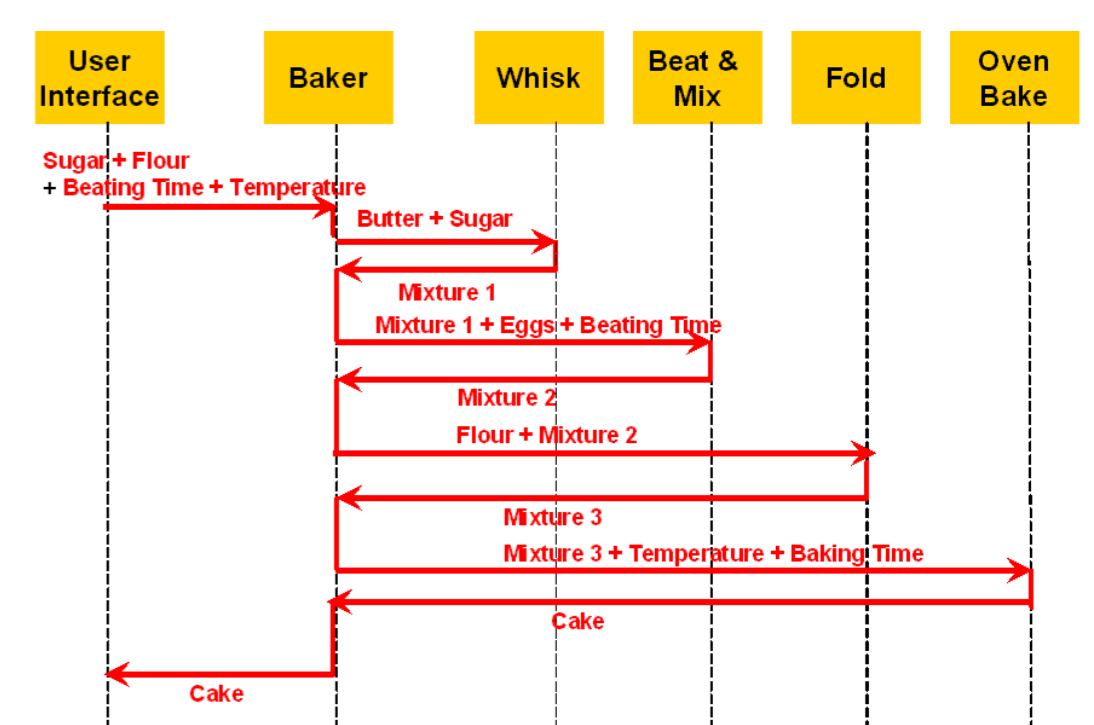 User
Interface
Baker
Whisk
Beat &
Mix
Fold
Oven
Bake
Sugar + Flour
+ Beating Time + Temperature
Butter + Sugar
Mixture 1
Mixture 1 + Eggs + Beating Time
Mixture 2
Flour + Mixture 2
Mixture 3
Mixture 3 + Temperature + Baking Time
Cake
Cake